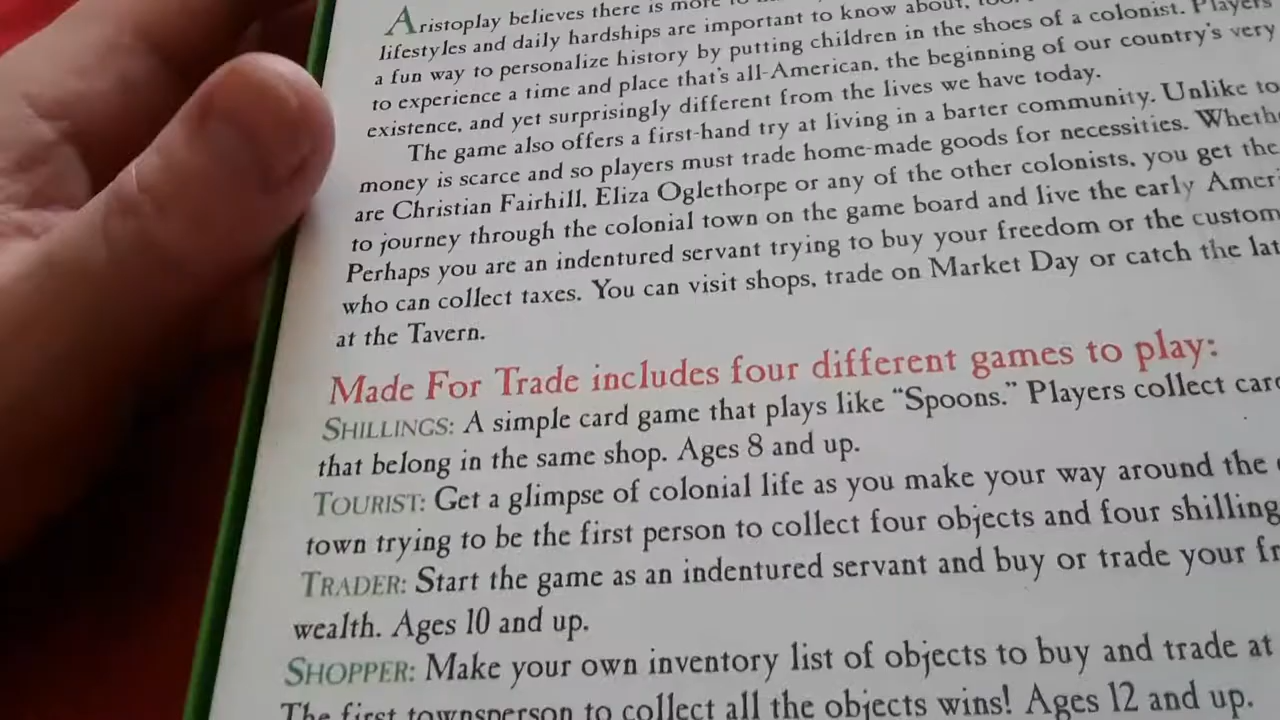 Aristoplay believes there is more to
lifestyles and daily hardships are important to know about,
a fun way to personalize history by putting children in the shoes of a colonist. Players
to experience a time and place that's all-American, the beginning of our country's very
existence, and yet surprisingly different from the lives we have today.
The game also offers a first-hand try at living in a barter community. Unlike to
money is scarce and so players must trade home-made goods for necessities. Wheth
are Christian Fairhill, Eliza Oglethorpe or any of the other colonists, you get the
to journey through the colonial town on the game board and live the early Ameri
Perhaps you are an indentured servant trying to buy your freedom or the custom
who can collect taxes. You can visit shops, trade on Market Day or catch the lat
at the Tavern.
Made For Trade includes four different games to play:
SHILLINGS: A simple card game that plays like “Spoons.” Players collect car
that belong in the same shop. Ages 8 and up.
TOURIST: Get a glimpse of colonial life as you make your way around the
town trying to be the first person to collect four objects and four shilling
TRADER: Start the game as an indentured servant and buy or trade your fr
wealth. Ages 10 and up.
SHOPPER: Make your own inventory list of objects to buy and trade at
The first townsperson to collect all the objects wins! Ages 12 and up.